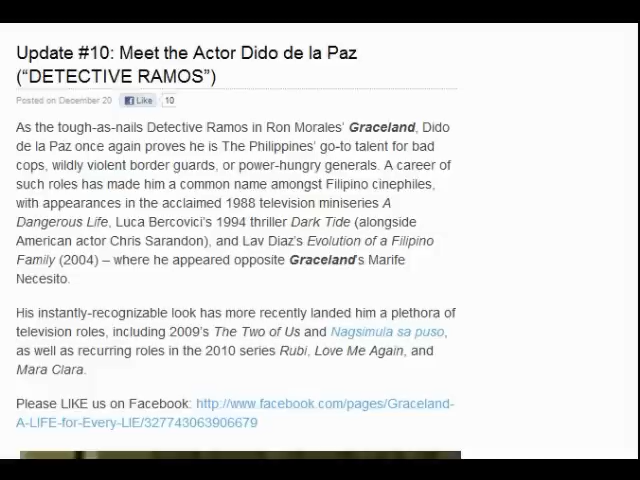 Update #10: Meet the Actor Dido de la Paz
(“DETECTIVE RAMOS”)
Posted on December 20 Like 10
As the tough-as-nails Detective Ramos in Ron Morales’ Graceland, Dido
de la Paz once again proves he is The Philippines’ go-to talent for bad
cops, wildly violent border guards, or power-hungry generals. A career of
such roles has made him a common name amongst Filipino cinephiles,
with appearances in the acclaimed 1988 television miniseries A
Dangerous Life, Luca Bercovici’s 1994 thriller Dark Tide (alongside
American actor Chris Sarandon), and Lav Diaz’s Evolution of a Filipino
Family (2004) – where he appeared opposite Graceland’s Marife
Necesito.
His instantly-recognizable look has more recently landed him a plethora of
television roles, including 2009’s The Two of Us and Nagsimula sa puso,
as well as recurring roles in the 2010 series Rubi, Love Me Again, and
Mara Clara.
Please LIKE us on Facebook: http://www.facebook.com/pages/Graceland-
A-LIFE-for-Every-LIE/327743063906679